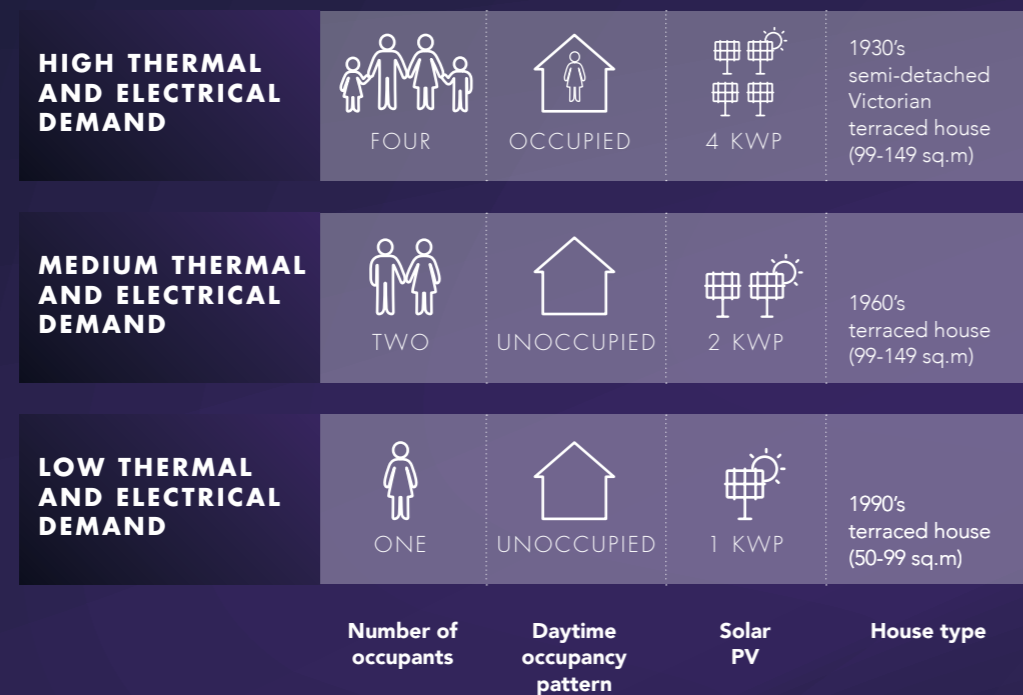 HIGH THERMAL
AND ELECTRICAL
DEMAND
FOUR
OCCUPIED
4 KWP
1930's
semi-detached
Victorian
terraced house
(99-149 sq.m)
MEDIUM THERMAL
AND ELECTRICAL
DEMAND
TWO
UNOCCUPIED
2 KWP
1960's
terraced house
(99-149 sq.m)
LOW THERMAL
AND ELECTRICAL
DEMAND
ONE
UNOCCUPIED
1 KWP
1990's
terraced house
(50-99 sq.m)
Number of
occupants
Daytime
occupancy
pattern
Solar
PV
House type